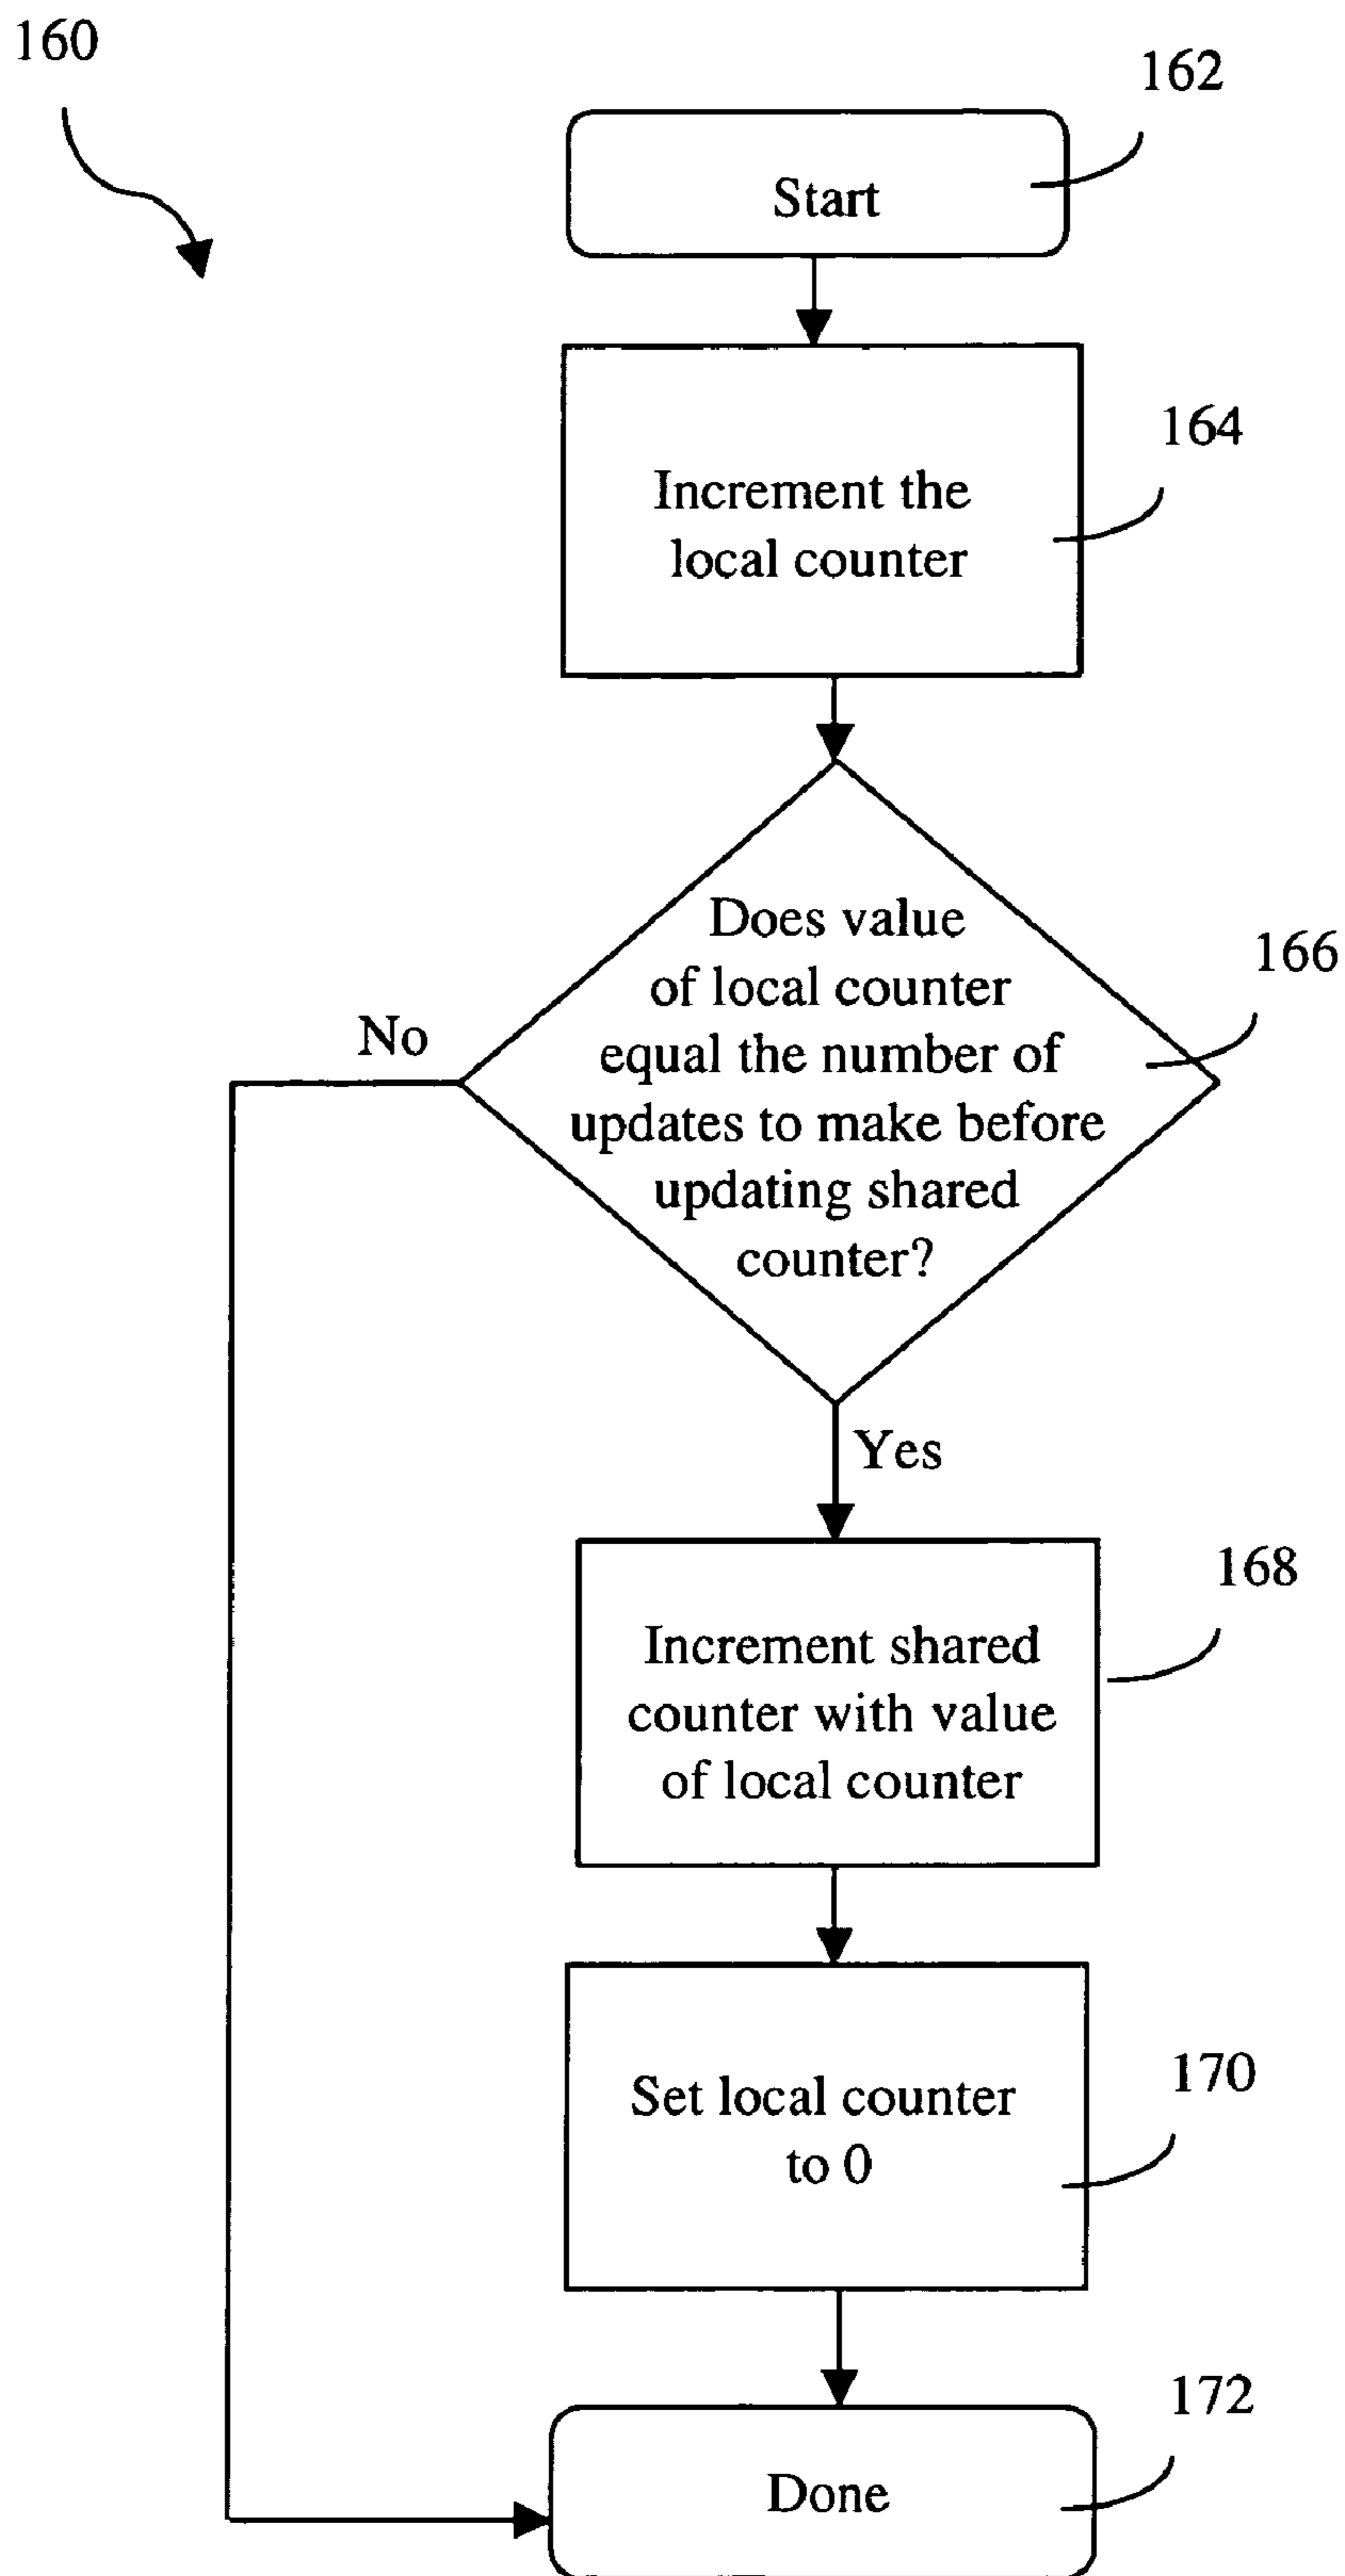 160
162
Start
164
Increment the
local counter
166
Does value
of local counter
equal the number of
updates to make before
updating shared
counter?
No
Yes
168
Increment shared
counter with value
of local counter
170
Set local counter
to 0
172
Done